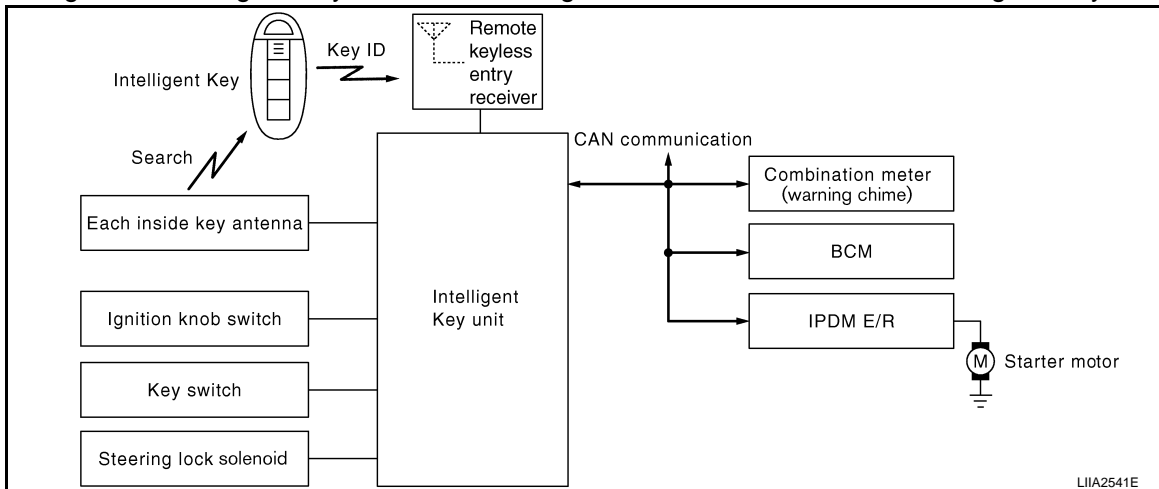 Intelligent Key
Key ID
Remote
keyless
entry
receiver
Search
CAN communication
Each inside key antenna
Ignition knob switch
Key switch
Steering lock solenoid
Intelligent
Key unit
Combination meter
(warning chime)
BCM
IPDM E/R
M
Starter motor
LIIA2541E